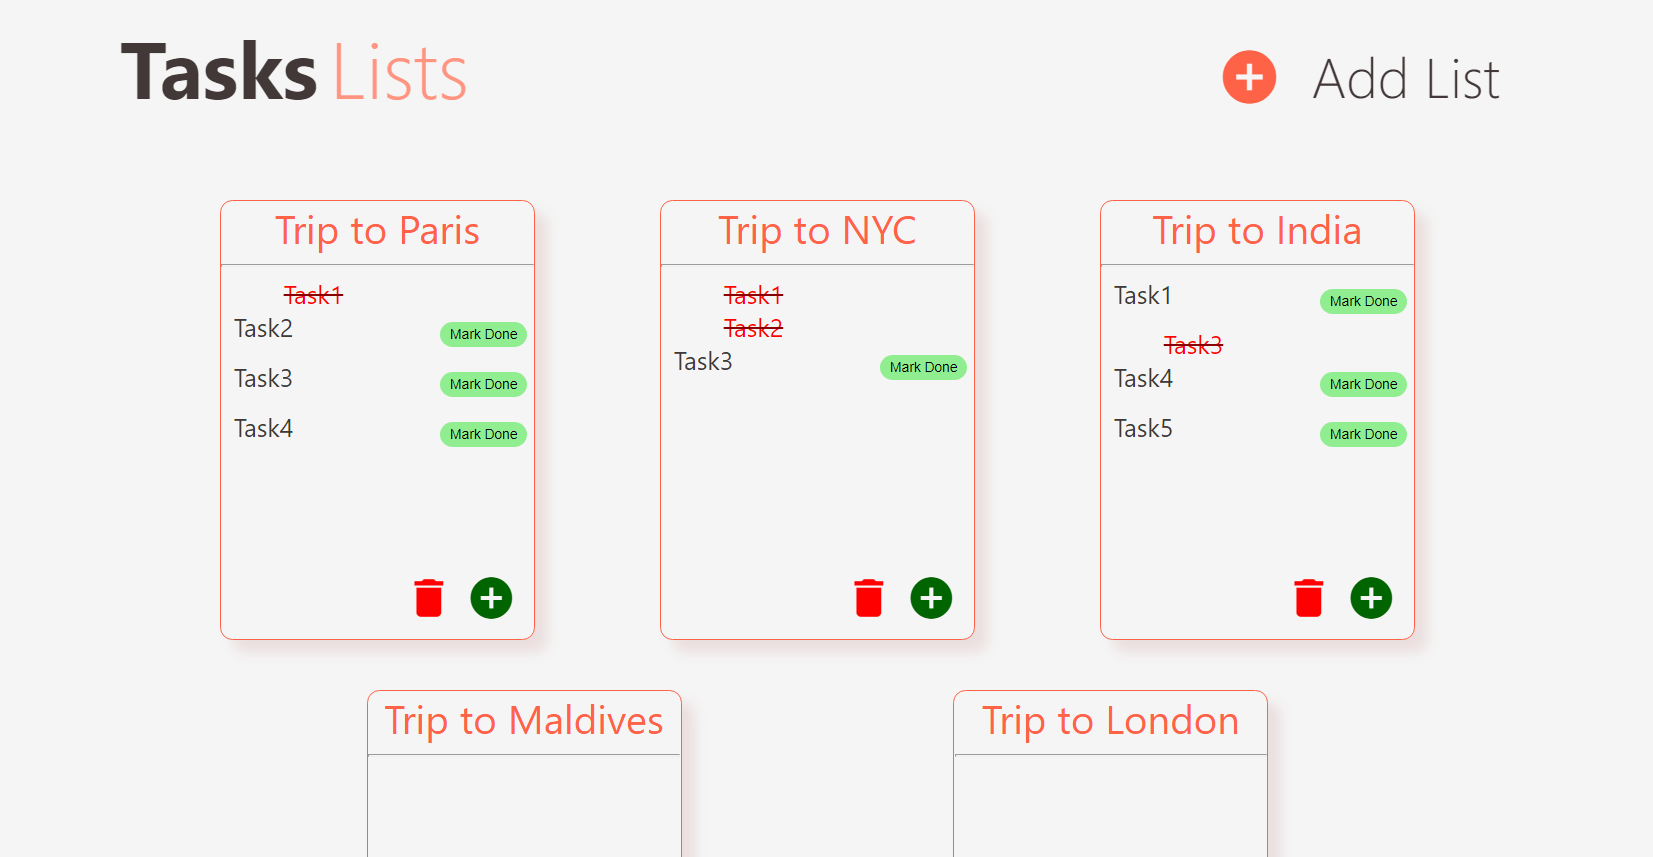 Tasks Lists
Add List
Trip to Paris
Task1
Task2 Mark Done
Task3 Mark Done
Task4 Mark Done
Trip to NYC
Task1
Task2
Task3 Mark Done
Trip to India
Task1 Mark Done
Task3
Task4 Mark Done
Task5 Mark Done
Trip to Maldives
Trip to London